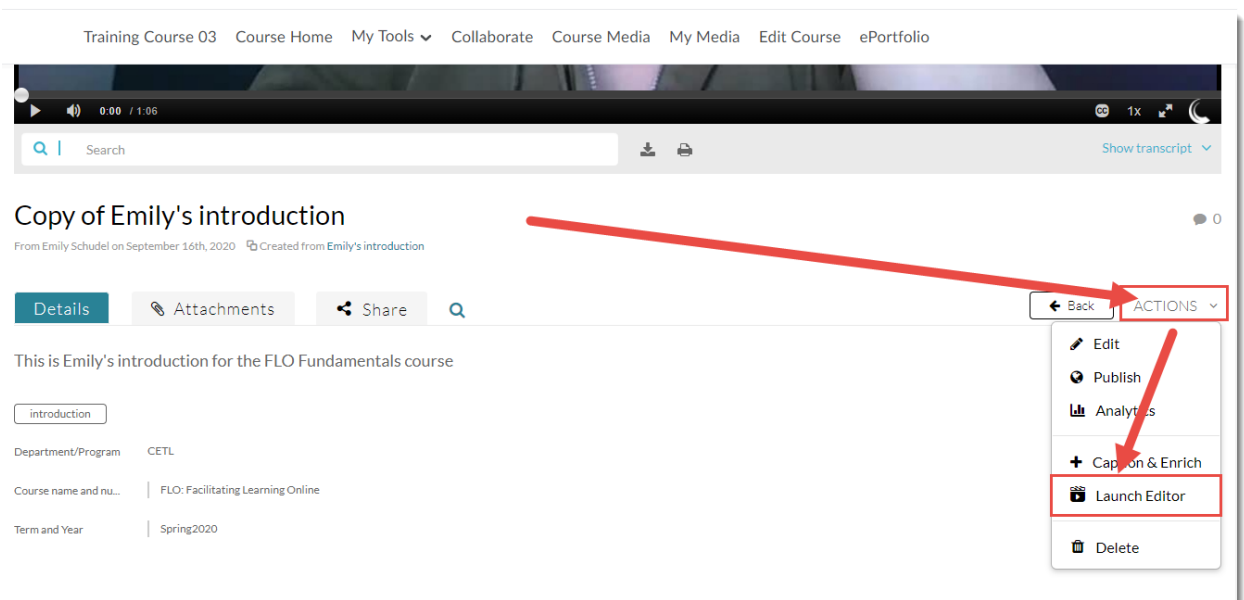 Training Course 03 Course Home My Tools Collaborate Course Media My Media Edit Course ePortfolio
0:00 / 1:06 CC 1x
Search Show transcript
Copy of Emily's introduction 0
From Emily Schudel on September 16th, 2020 Created from Emily's introduction
Details Attachments Share Back ACTIONS
Edit
This is Emily's introduction for the FLO Fundamentals course
Publish
introduction Analytics
Department/Program CETL
Caption & Enrich
Course name and nu... FLO: Facilitating Learning Online
Launch Editor
Term and Year Spring2020
Delete